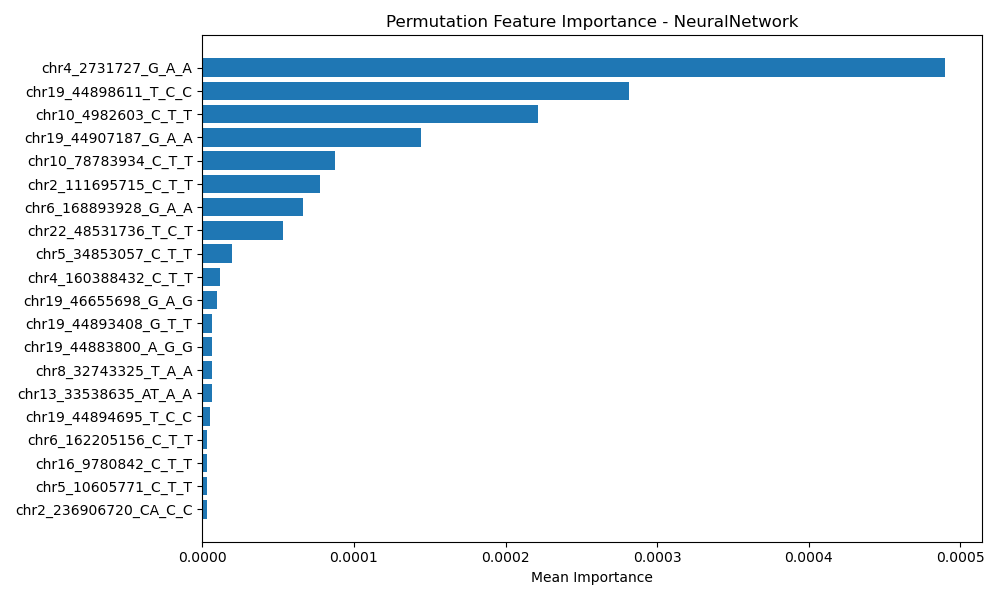 Permutation Feature Importance - NeuralNetwork
chr4_2731727_G_A_A
chr19_44898611_T_C_C
chr10_4982603_C_T_T
chr19_44907187_G_A_A
chr10_78783934_C_T_T
chr2_111695715_C_T_T
chr6_168893928_G_A_A
chr22_48531736_T_C_T
chr5_34853057_C_T_T
chr4_160388432_C_T_T
chr19_46655698_G_A_G
chr19_44893408_G_T_T
chr19_44883800_A_G_G
chr8_32743325_T_A_A
chr13_33538635_AT_A_A
chr19_44894695_T_C_C
chr6_162205156_C_T_T
chr16_9780842_C_T_T
chr5_10605771_C_T_T
chr2_236906720_CA_C_C
0.0000 0.0001 0.0002 0.0003 0.0004 0.0005
Mean Importance